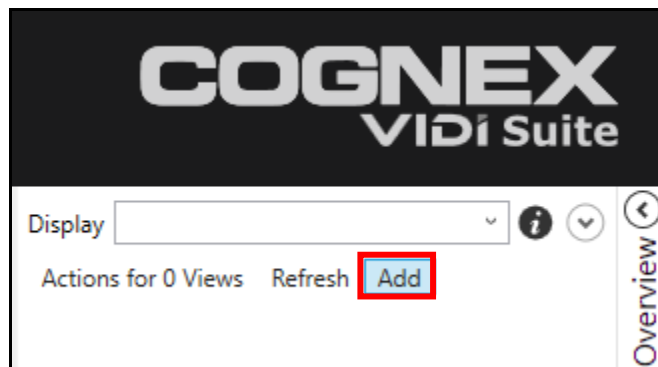 COGNEX
VIDI Suite
Display
Actions for 0 Views Refresh Add
Overview